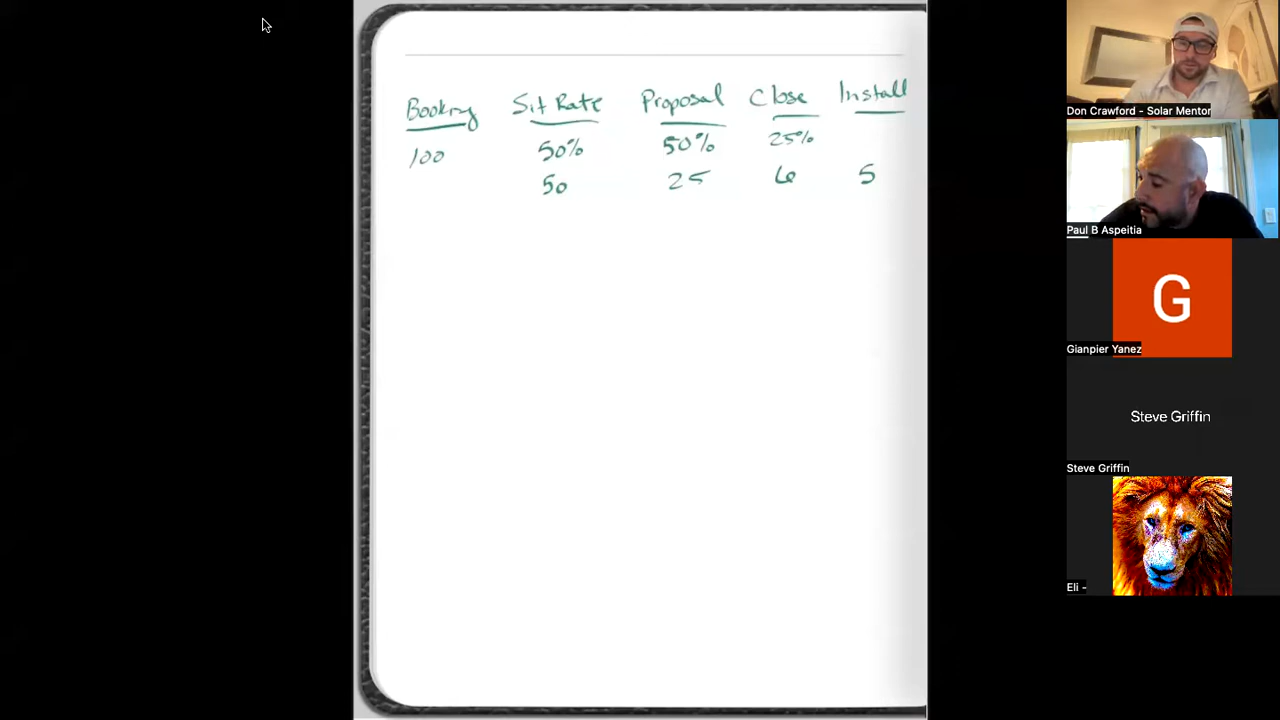 Booking Sit Rate Proposal Close Install
100 50% 50% 25%
50 25 6 5
Don Crawford - Solar Mentor
Paul B Aspeitia
G
Gianpier Yanez
Steve Griffin
Steve Griffin
Eli -